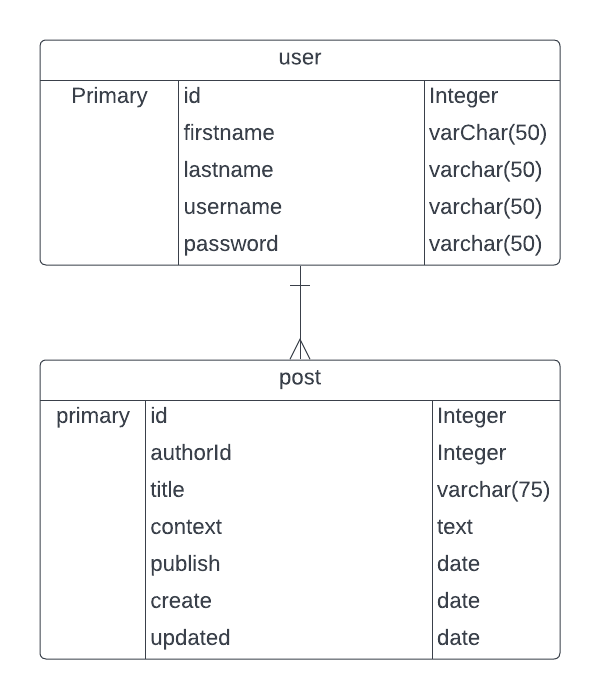 user
Primary id Integer
firstname varChar(50)
lastname varchar(50)
username varchar(50)
password varchar(50)
post
primary id Integer
authorId Integer
title varchar(75)
context text
publish date
create date
updated date